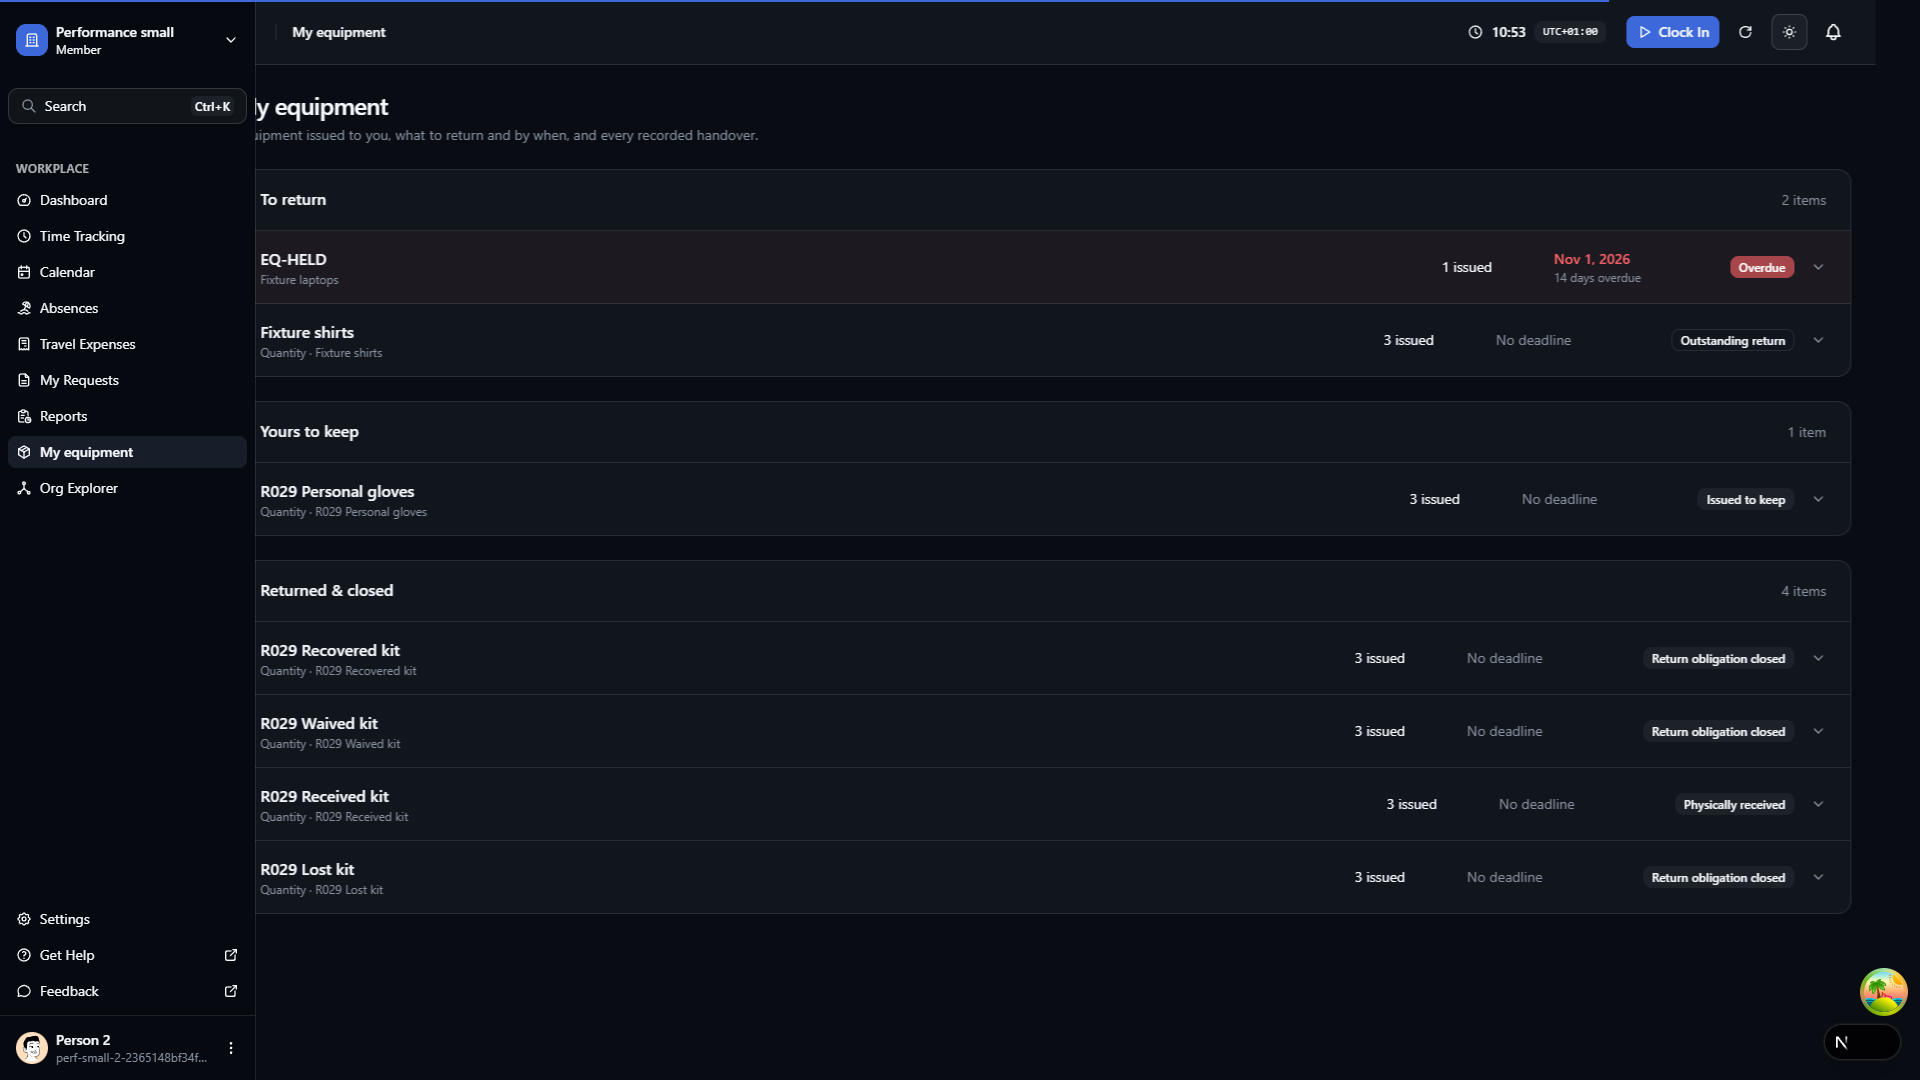 Performance small
Member
My equipment
10:53
UTC+01:00
Clock In
Search
Ctrl+K
WORKPLACE
Dashboard
Time Tracking
Calendar
Absences
Travel Expenses
My Requests
Reports
My equipment
Org Explorer
Settings
Get Help
Feedback
Person 2
perf-small-2-2365148bf34f...
y equipment
uipment issued to you, what to return and by when, and every recorded handover.
To return
2 items
EQ-HELD
Fixture laptops
1 issued
Nov 1, 2026
14 days overdue
Overdue
Fixture shirts
Quantity · Fixture shirts
3 issued
No deadline
Outstanding return
Yours to keep
1 item
R029 Personal gloves
Quantity · R029 Personal gloves
3 issued
No deadline
Issued to keep
Returned & closed
4 items
R029 Recovered kit
Quantity · R029 Recovered kit
3 issued
No deadline
Return obligation closed
R029 Waived kit
Quantity · R029 Waived kit
3 issued
No deadline
Return obligation closed
R029 Received kit
Quantity · R029 Received kit
3 issued
No deadline
Physically received
R029 Lost kit
Quantity · R029 Lost kit
3 issued
No deadline
Return obligation closed
N